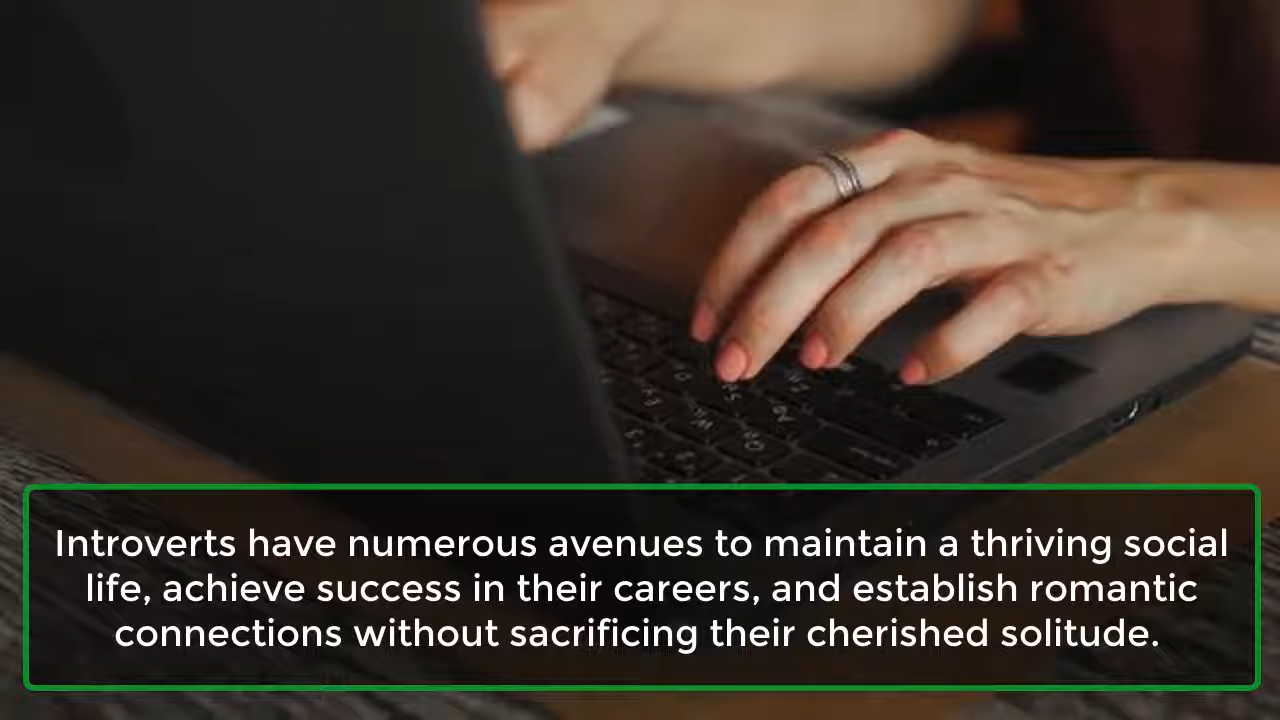 Introverts have numerous avenues to maintain a thriving social
life, achieve success in their careers, and establish romantic
connections without sacrificing their cherished solitude.